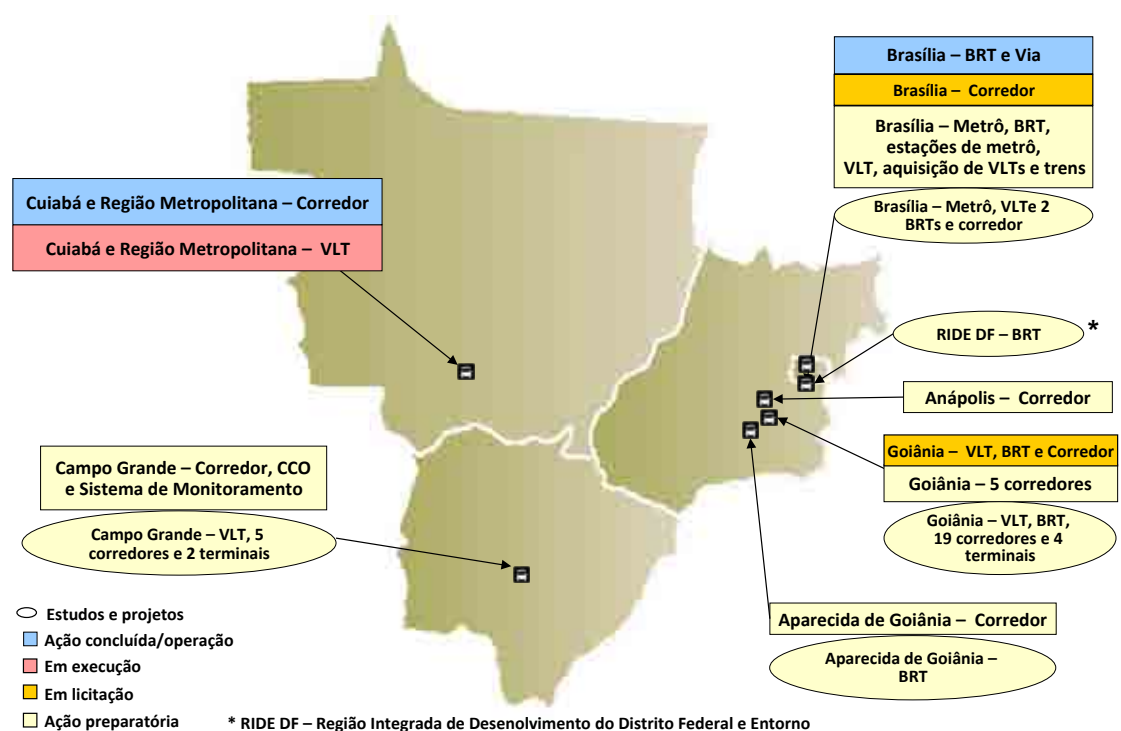 Brasília – BRT e Via
Brasília – Corredor
Brasília – Metrô, BRT,
estações de metrô,
VLT, aquisição de VLTs e trens
Brasília – Metrô, VLTe 2
BRTs e corredor
Cuiabá e Região Metropolitana – Corredor
Cuiabá e Região Metropolitana – VLT
RIDE DF – BRT
*
Anápolis – Corredor
Goiânia – VLT, BRT e Corredor
Goiânia – 5 corredores
Goiânia – VLT, BRT,
19 corredores e 4
terminais
Campo Grande – Corredor, CCO
e Sistema de Monitoramento
Campo Grande – VLT, 5
corredores e 2 terminais
Aparecida de Goiânia – Corredor
Aparecida de Goiânia –
BRT
Estudos e projetos
Ação concluída/operação
Em execução
Em licitação
Ação preparatória
* RIDE DF – Região Integrada de Desenolvimento do Distrito Federal e Entorno